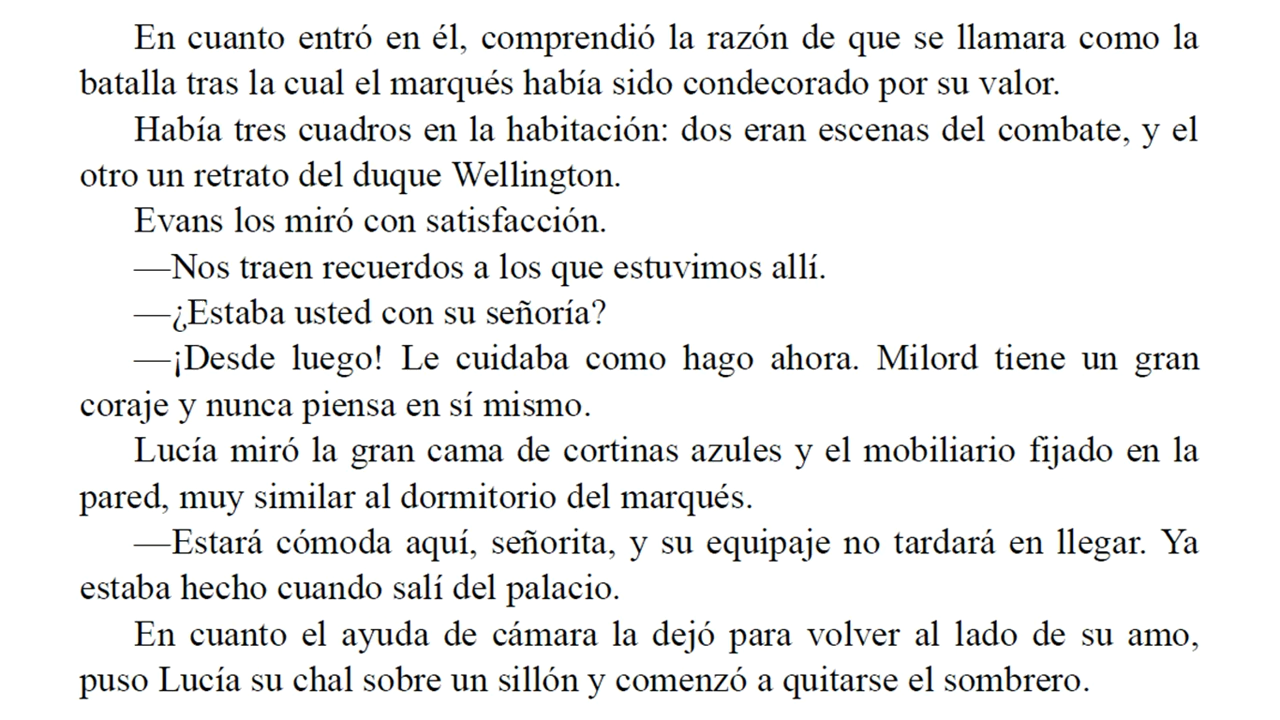 En cuanto entró en él, comprendió la razón de que se llamara como la
batalla tras la cual el marqués había sido condecorado por su valor.
Había tres cuadros en la habitación: dos eran escenas del combate, y el
otro un retrato del duque Wellington.
Evans los miró con satisfacción.
—Nos traen recuerdos a los que estuvimos allí.
—¿Estaba usted con su señoría?
—¡Desde luego! Le cuidaba como hago ahora. Milord tiene un gran
coraje y nunca piensa en sí mismo.
Lucía miró la gran cama de cortinas azules y el mobiliario fijado en la
pared, muy similar al dormitorio del marqués.
—Estará cómoda aquí, señorita, y su equipaje no tardará en llegar. Ya
estaba hecho cuando salí del palacio.
En cuanto el ayuda de cámara la dejó para volver al lado de su amo,
puso Lucía su chal sobre un sillón y comenzó a quitarse el sombrero.